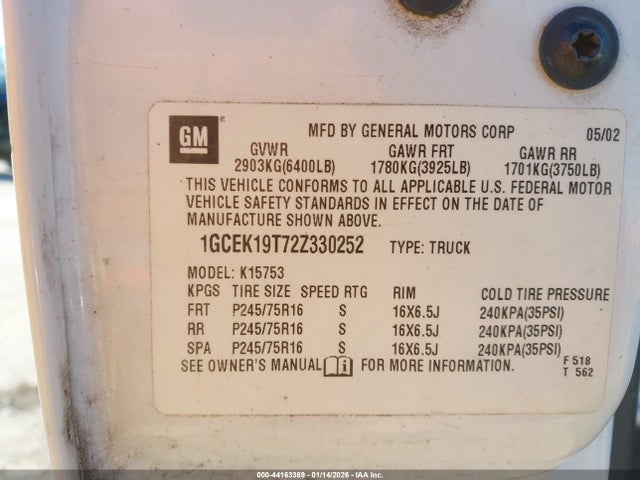 GM ®
MFD BY GENERAL MOTORS CORP 05/02
GVWR GAWR FRT GAWR RR
2903KG(6400LB) 1780KG(3925LB) 1701KG(3750LB)
THIS VEHICLE CONFORMS TO ALL APPLICABLE U.S. FEDERAL MOTOR
VEHICLE SAFETY STANDARDS IN EFFECT ON THE DATE OF
MANUFACTURE SHOWN ABOVE.
1GCEK19T72Z330252 TYPE: TRUCK
MODEL: K15753
KPGS TIRE SIZE SPEED RTG RIM COLD TIRE PRESSURE
FRT P245/75R16 S 16X6.5J 240KPA(35PSI)
RR P245/75R16 S 16X6.5J 240KPA(35PSI)
SPA P245/75R16 S 16X6.5J 240KPA(35PSI)
SEE OWNER'S MANUAL i FOR MORE INFORMATION.
F 518
T 562
000-44163389 - 01/14/2026 - IAA Inc.